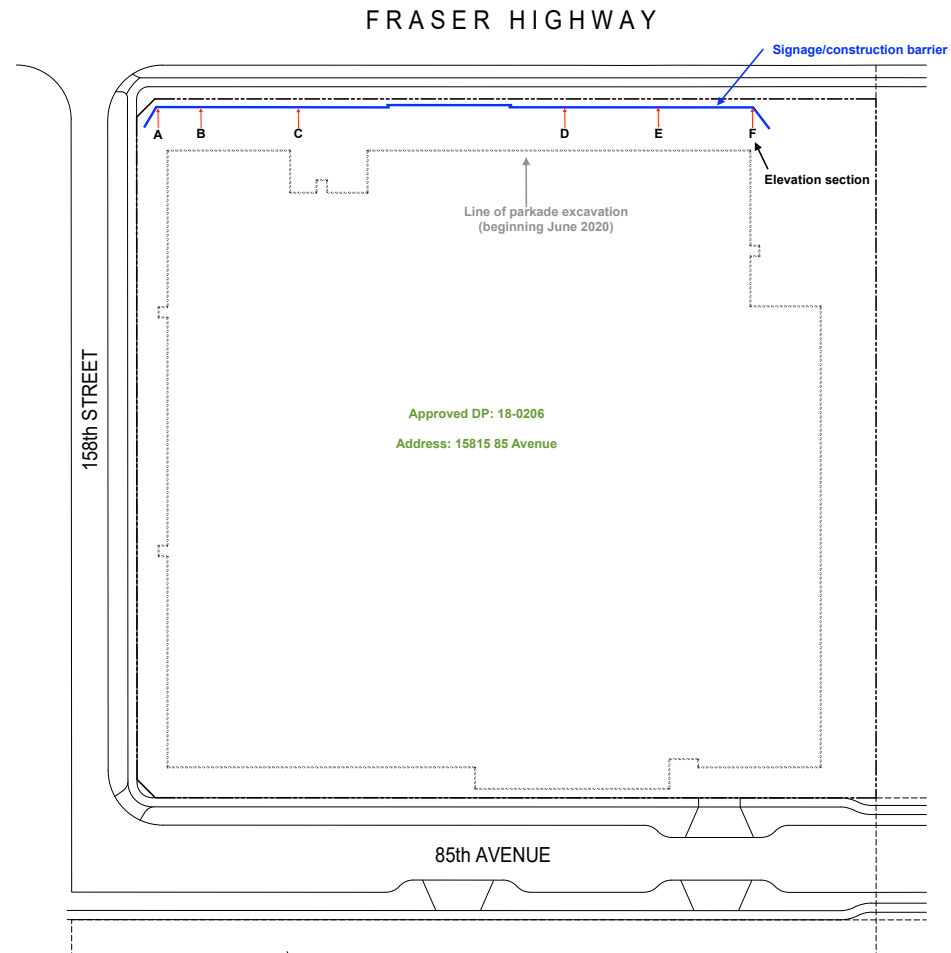 FRASER HIGHWAY
Signage/construction barrier
A
B
C
D
E
F
Elevation section
Line of parkade excavation
(beginning June 2020)
158th STREET
Approved DP: 18-0206
Address: 15815 85 Avenue
85th AVENUE